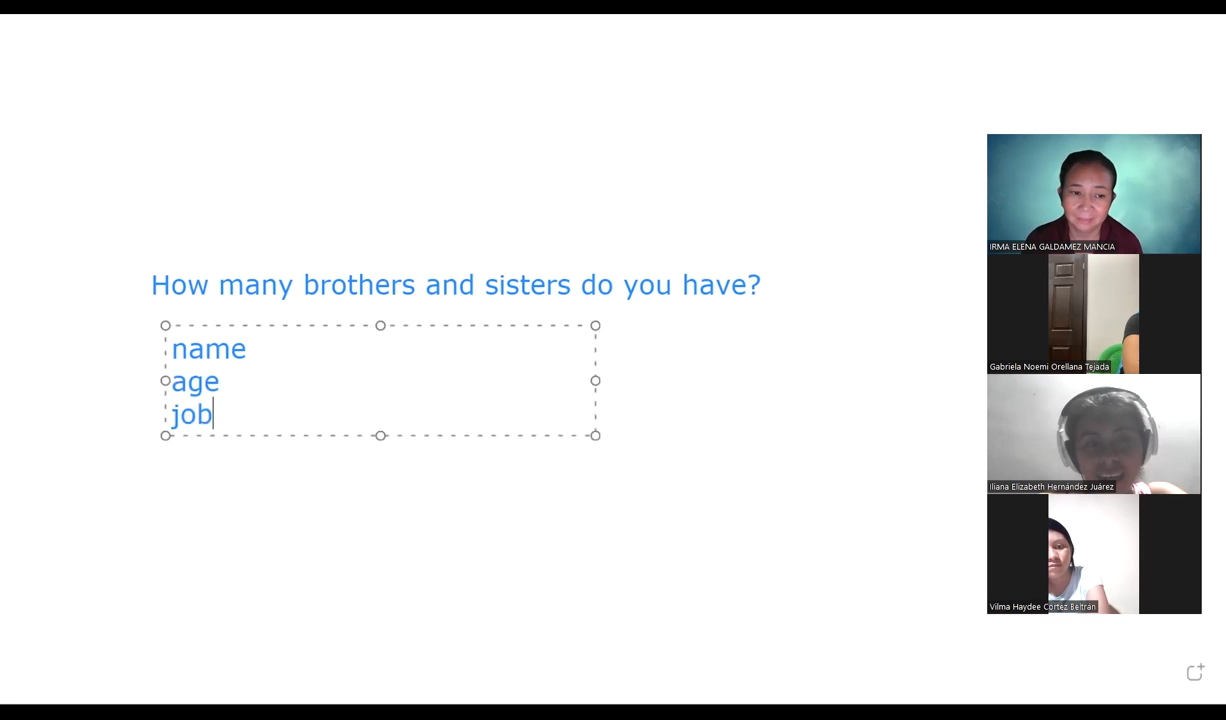 How many brothers and sisters do you have?
name
age
job
IRMA ELENA GALDAMEZ MANCIA
Gabriela Noemi Orellana Tejada
Iliana Elizabeth Hernández Juárez
Vilma Haydee Cortez Beltrán